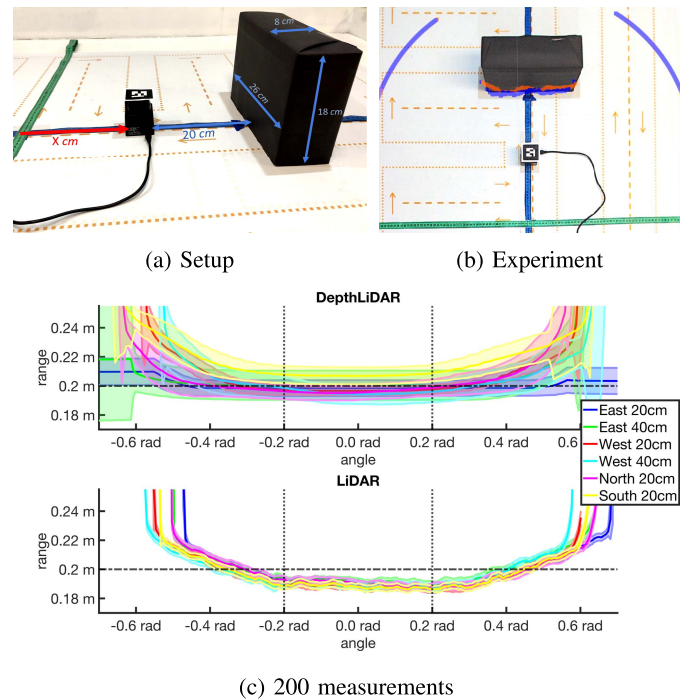 8 cm
26 cm
18 cm
X cm
20 cm
(a) Setup
(b) Experiment
DepthLiDAR
0.24 m
0.22 m
0.2 m
0.18 m
range
-0.6 rad -0.4 rad -0.2 rad 0.0 rad 0.2 rad 0.4 rad 0.6 rad
angle
East 20cm
East 40cm
West 20cm
West 40cm
North 20cm
South 20cm
LiDAR
0.24 m
0.22 m
0.2 m
0.18 m
range
-0.6 rad -0.4 rad -0.2 rad 0.0 rad 0.2 rad 0.4 rad 0.6 rad
angle
(c) 200 measurements